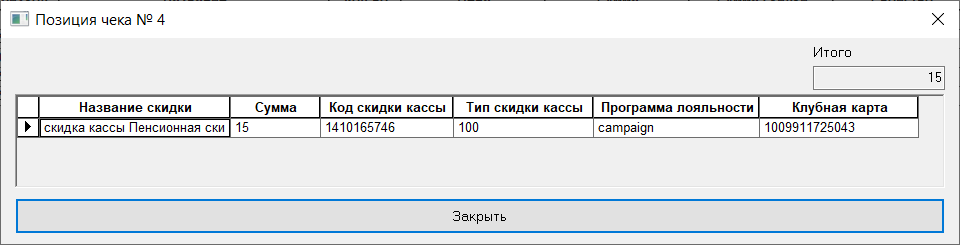 Позиция чека № 4
Итого
15
Название скидки Сумма Код скидки кассы Тип скидки кассы Программа лояльности Клубная карта
скидка кассы Пенсионная ски 15 1410165746 100 campaign 1009911725043
Закрыть